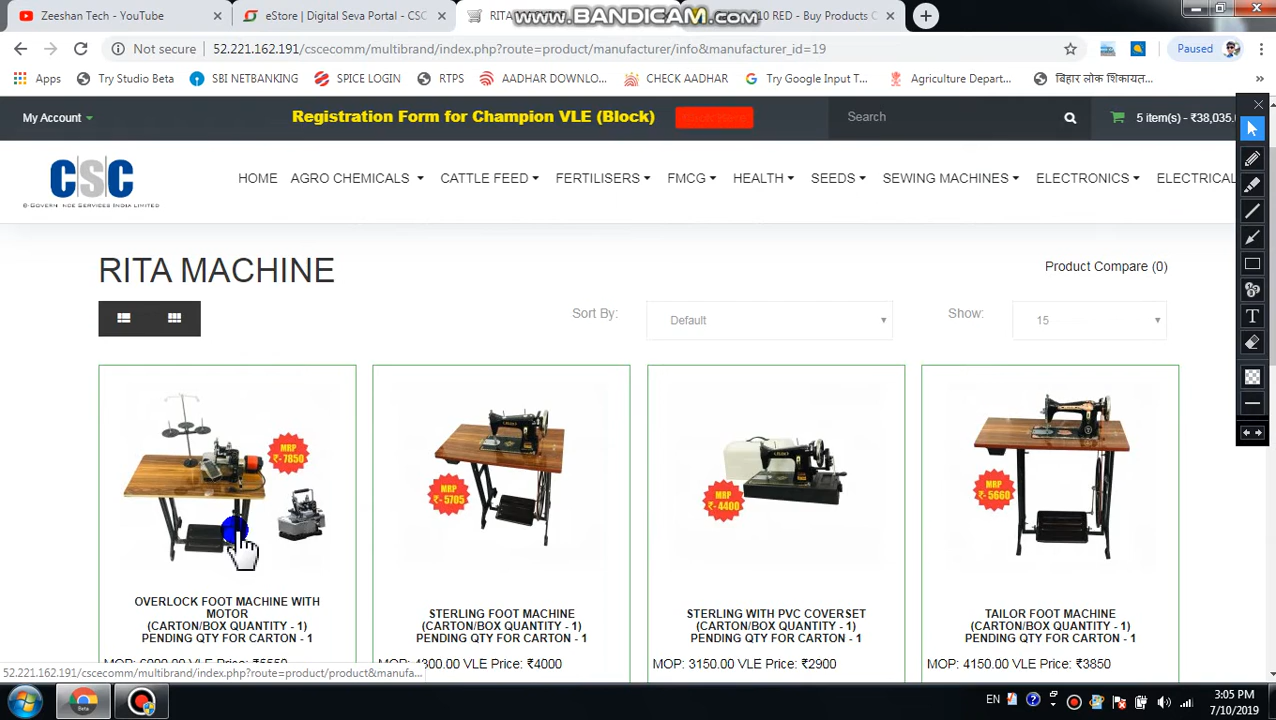 Zeeshan Tech - YouTube
eStore | Digital Seva Portal - CSC
RITA
www.BANDICAM.com
10 RED - Buy Products C
Not secure
52.221.162.191/cscecomm/multibrand/index.php?route=product/manufacturer/info&manufacturer_id=19
Paused
Apps
Try Studio Beta
SBI NETBANKING
SPICE LOGIN
RTPS
AADHAR DOWNLO...
CHECK AADHAR
Try Google Input T...
Agriculture Depart...
बिहार लोक शिकायत...
»
My Account
Registration Form for Champion VLE (Block)
Search
5 item(s) - ₹38,035.0
CSC
HOME
AGRO CHEMICALS
CATTLE FEED
FERTILISERS
FMCG
HEALTH
SEEDS
SEWING MACHINES
ELECTRONICS
ELECTRICAL
RITA MACHINE
Product Compare (0)
Sort By:
Default
Show:
15
MRP
₹- 7850
MRP
₹- 5705
MRP
₹- 4400
MRP
₹- 5660
OVERLOCK FOOT MACHINE WITH
MOTOR
(CARTON/BOX QUANTITY - 1)
PENDING QTY FOR CARTON - 1
STERLING FOOT MACHINE
(CARTON/BOX QUANTITY - 1)
PENDING QTY FOR CARTON - 1
MOP: 4300.00 VLE Price: ₹4000
STERLING WITH PVC COVER SET
(CARTON/BOX QUANTITY - 1)
PENDING QTY FOR CARTON - 1
MOP: 3150.00 VLE Price: ₹2900
TAILOR FOOT MACHINE
(CARTON/BOX QUANTITY - 1)
PENDING QTY FOR CARTON - 1
MOP: 4150.00 VLE Price: ₹3850
52.221.162.191/cscecomm/multibrand/index.php?route=product/product&manufa...
EN
3:05 PM
7/10/2019